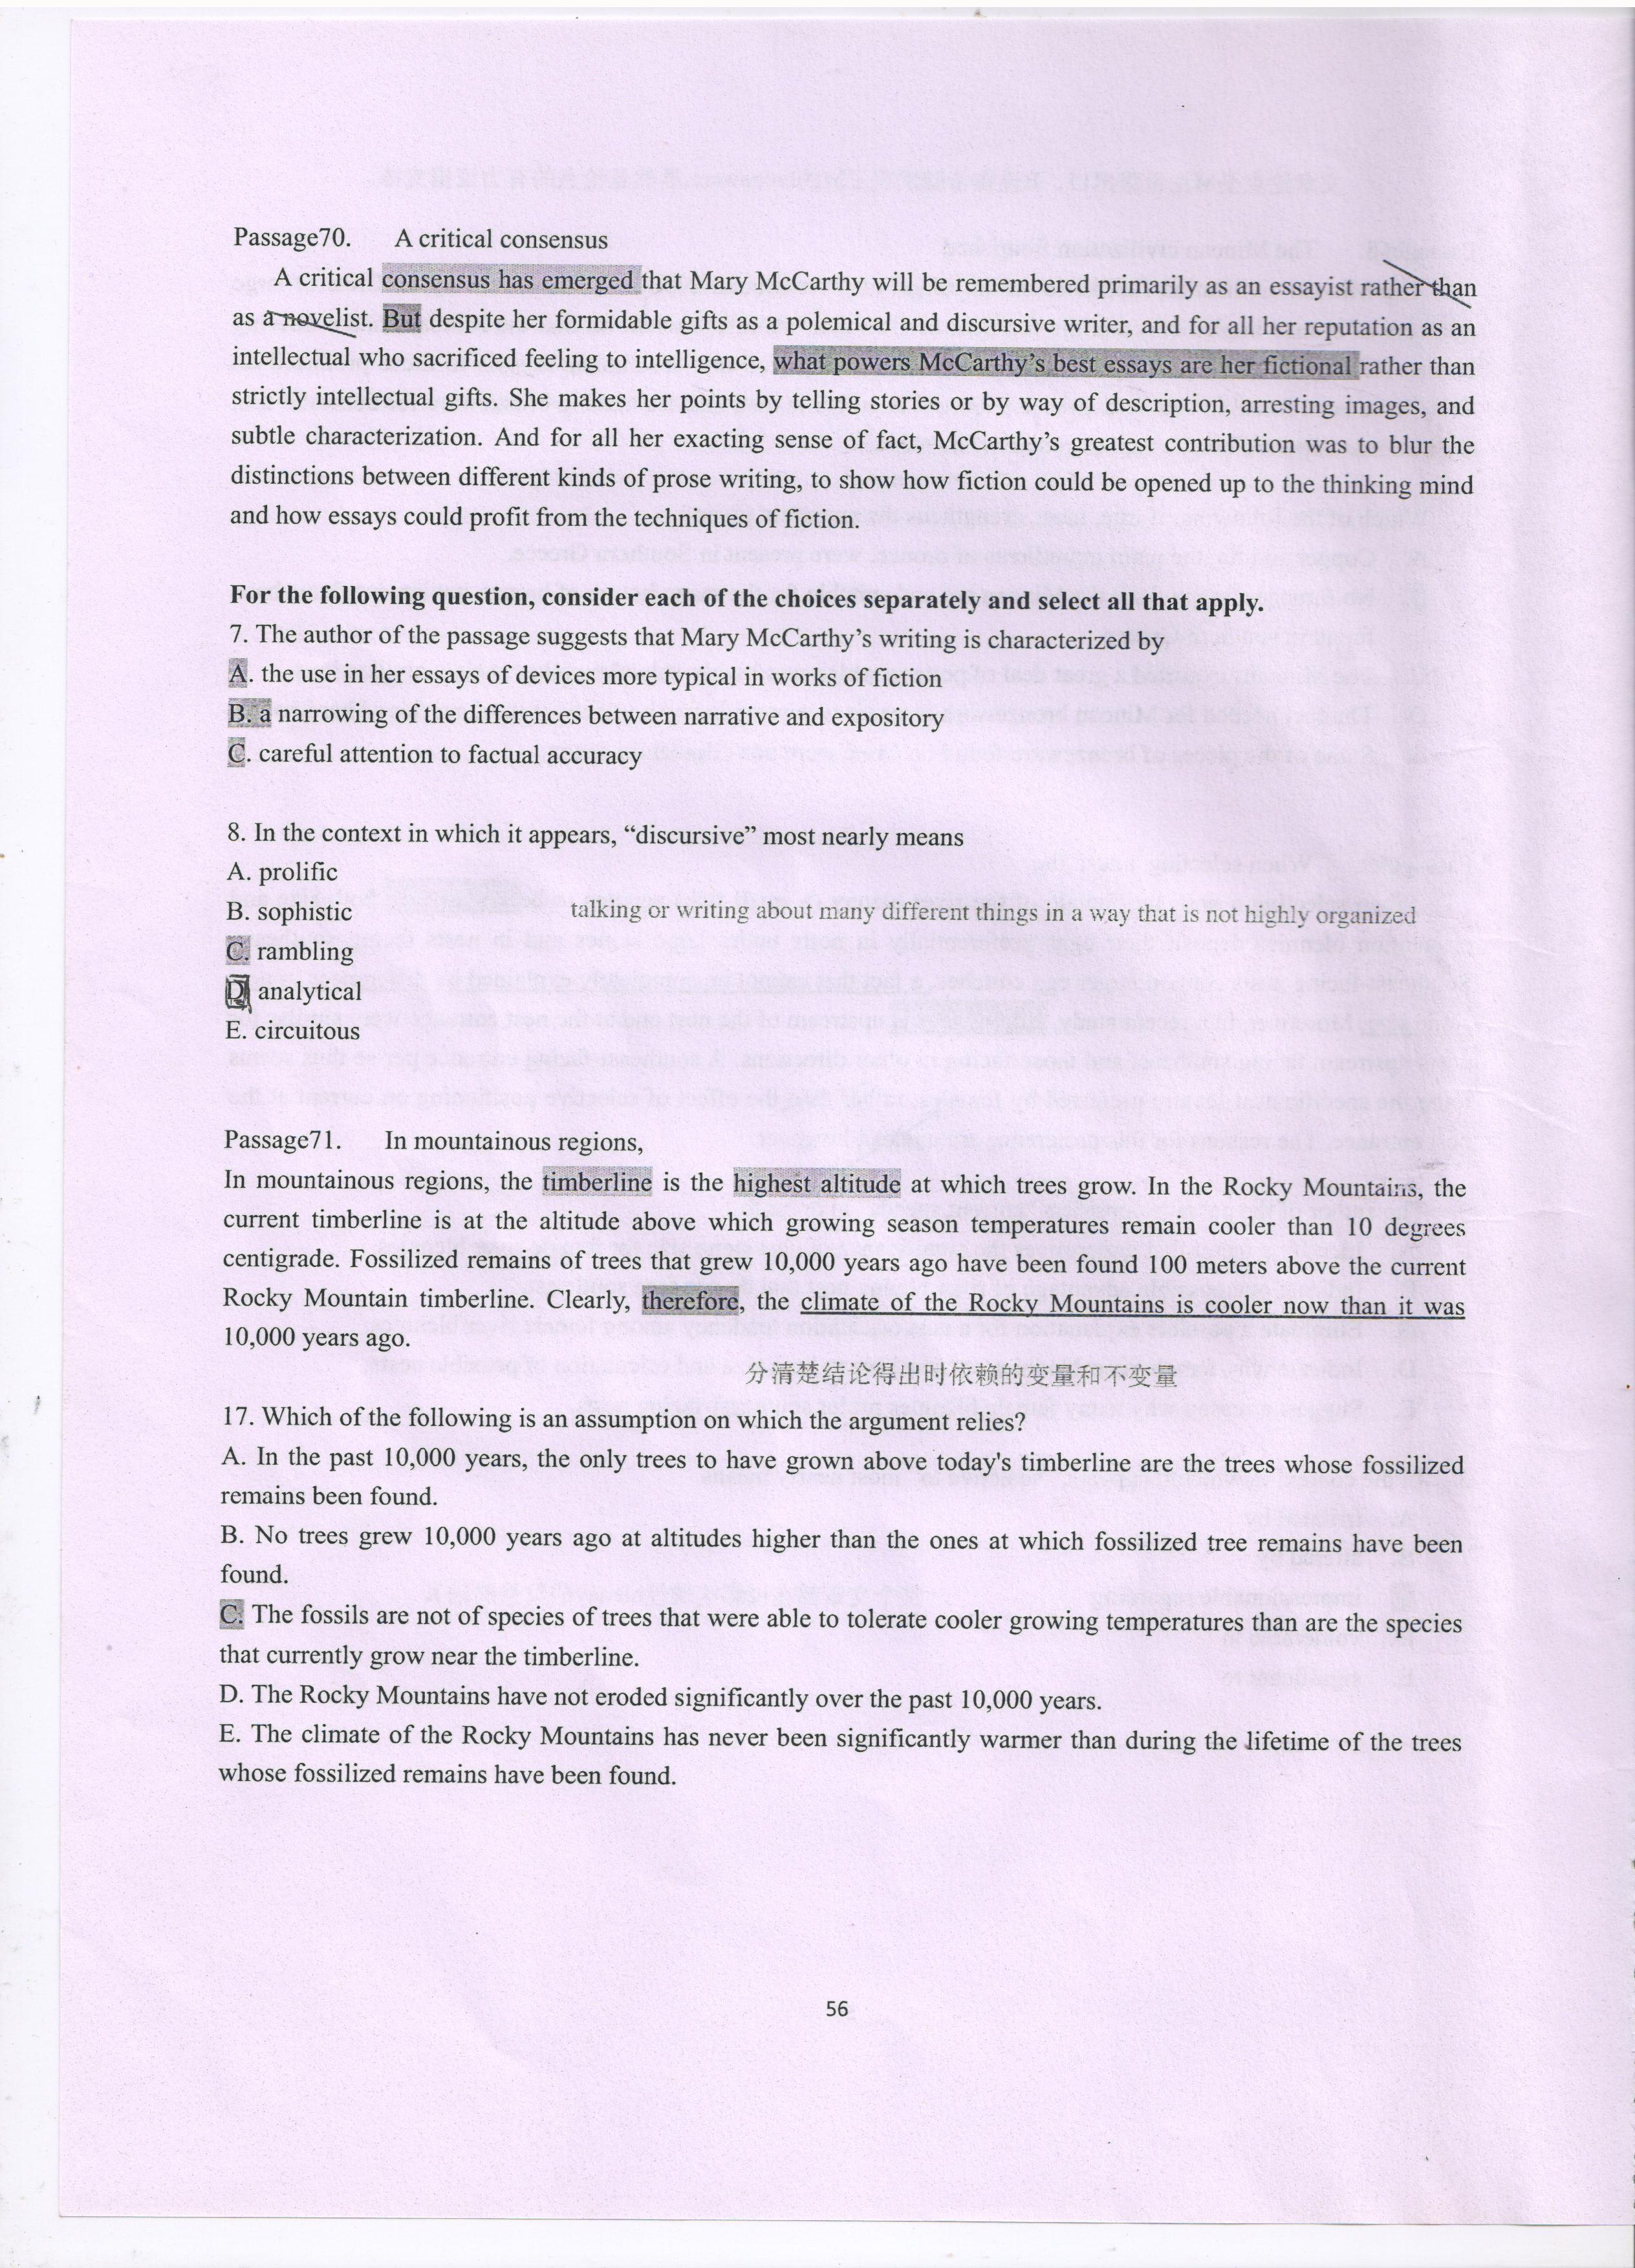 Passage70. A critical consensus
A critical consensus has emerged that Mary McCarthy will be remembered primarily as an essayist rather than
as a novelist. But despite her formidable gifts as a polemical and discursive writer, and for all her reputation as an
intellectual who sacrificed feeling to intelligence, what powers McCarthy's best essays are her fictional rather than
strictly intellectual gifts. She makes her points by telling stories or by way of description, arresting images, and
subtle characterization. And for all her exacting sense of fact, McCarthy's greatest contribution was to blur the
distinctions between different kinds of prose writing, to show how fiction could be opened up to the thinking mind
and how essays could profit from the techniques of fiction.
For the following question, consider each of the choices separately and select all that apply.
7. The author of the passage suggests that Mary McCarthy's writing is characterized by
A. the use in her essays of devices more typical in works of fiction
B. a narrowing of the differences between narrative and expository
C. careful attention to factual accuracy
8. In the context in which it appears, “discursive” most nearly means
A. prolific
B. sophistic talking or writing about many different things in a way that is not highly organized
C. rambling
D. analytical
E. circuitous
Passage71. In mountainous regions,
In mountainous regions, the timberline is the highest altitude at which trees grow. In the Rocky Mountains, the
current timberline is at the altitude above which growing season temperatures remain cooler than 10 degrees
centigrade. Fossilized remains of trees that grew 10,000 years ago have been found 100 meters above the current
Rocky Mountain timberline. Clearly, therefore, the climate of the Rocky Mountains is cooler now than it was
10,000 years ago.
分清楚结论得出时依赖的变量和不变量
17. Which of the following is an assumption on which the argument relies?
A. In the past 10,000 years, the only trees to have grown above today's timberline are the trees whose fossilized
remains been found.
B. No trees grew 10,000 years ago at altitudes higher than the ones at which fossilized tree remains have been
found.
C. The fossils are not of species of trees that were able to tolerate cooler growing temperatures than are the species
that currently grow near the timberline.
D. The Rocky Mountains have not eroded significantly over the past 10,000 years.
E. The climate of the Rocky Mountains has never been significantly warmer than during the lifetime of the trees
whose fossilized remains have been found.
56